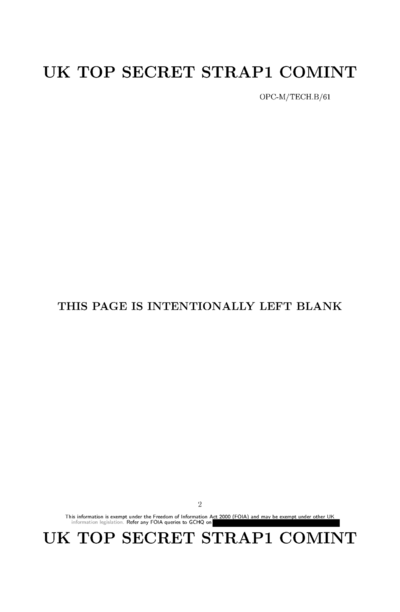 UK TOP SECRET STRAP1 COMINT
OPC-M/TECH.B/61
THIS PAGE IS INTENTIONALLY LEFT BLANK
2
This information is exempt under the Freedom of Information Act 2000 (FOIA) and may be exempt under other UK
information legislation. Refer any FOIA queries to GCHQ on
UK TOP SECRET STRAP1 COMINT